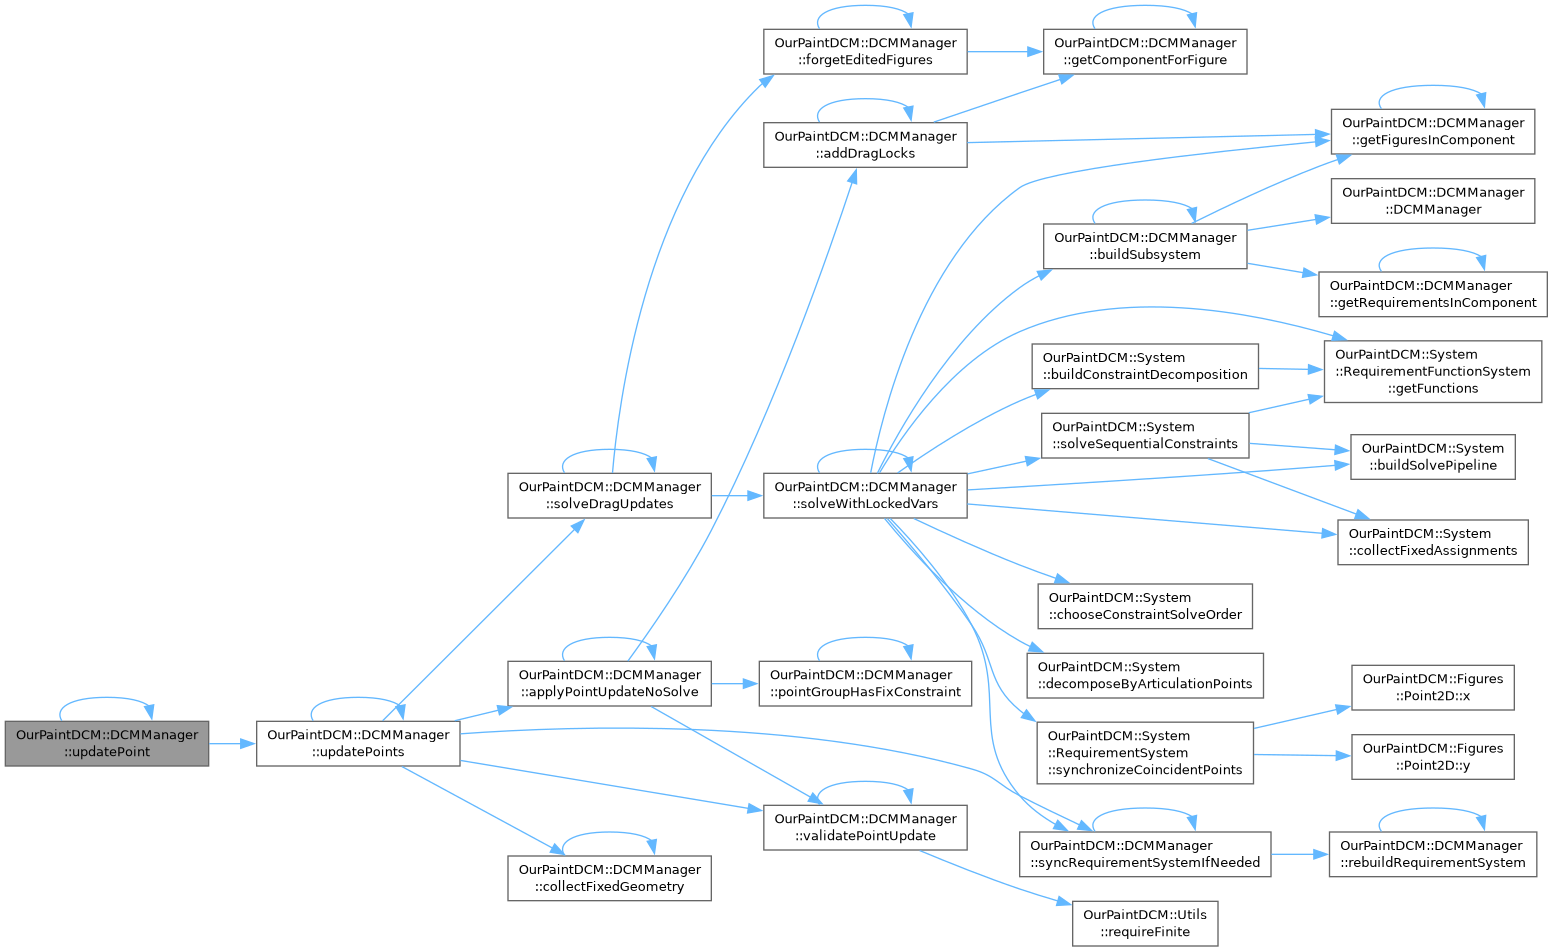 OurPaintDCM::DCMManager
::updatePoint
OurPaintDCM::DCMManager
::updatePoints
OurPaintDCM::DCMManager
::solveDragUpdates
OurPaintDCM::DCMManager
::applyPointUpdateNoSolve
OurPaintDCM::DCMManager
::collectFixedGeometry
OurPaintDCM::DCMManager
::forgetEditedFigures
OurPaintDCM::DCMManager
::addDragLocks
OurPaintDCM::DCMManager
::solveWithLockedVars
OurPaintDCM::DCMManager
::pointGroupHasFixConstraint
OurPaintDCM::DCMManager
::validatePointUpdate
OurPaintDCM::DCMManager
::getComponentForFigure
OurPaintDCM::DCMManager
::buildSubsystem
OurPaintDCM::System
::buildConstraintDecomposition
OurPaintDCM::System
::solveSequentialConstraints
OurPaintDCM::System
::chooseConstraintSolveOrder
OurPaintDCM::System
::decomposeByArticulationPoints
OurPaintDCM::System
::RequirementSystem
::synchronizeCoincidentPoints
OurPaintDCM::DCMManager
::syncRequirementSystemIfNeeded
OurPaintDCM::Utils
::requireFinite
OurPaintDCM::DCMManager
::getFiguresInComponent
OurPaintDCM::DCMManager
::DCMManager
OurPaintDCM::DCMManager
::getRequirementsInComponent
OurPaintDCM::System
::RequirementFunctionSystem
::getFunctions
OurPaintDCM::System
::buildSolvePipeline
OurPaintDCM::System
::collectFixedAssignments
OurPaintDCM::Figures
::Point2D::x
OurPaintDCM::Figures
::Point2D::y
OurPaintDCM::DCMManager
::rebuildRequirementSystem